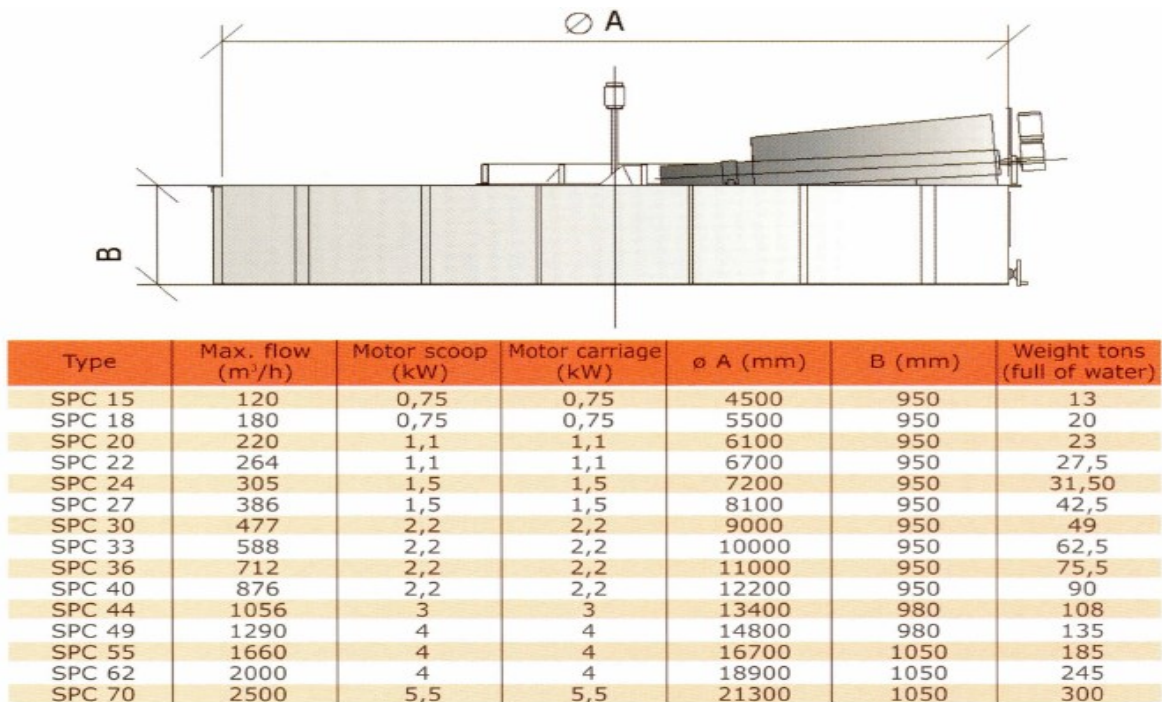 ∅ A
B
Type Max. flow (m³/h) Motor scoop (kW) Motor carriage (kW) ø A (mm) B (mm) Weight tons (full of water)
SPC 15 120 0,75 0,75 4500 950 13
SPC 18 180 0,75 0,75 5500 950 20
SPC 20 220 1,1 1,1 6100 950 23
SPC 22 264 1,1 1,1 6700 950 27,5
SPC 24 305 1,5 1,5 7200 950 31,50
SPC 27 386 1,5 1,5 8100 950 42,5
SPC 30 477 2,2 2,2 9000 950 49
SPC 33 588 2,2 2,2 10000 950 62,5
SPC 36 712 2,2 2,2 11000 950 75,5
SPC 40 876 2,2 2,2 12200 950 90
SPC 44 1056 3 3 13400 980 108
SPC 49 1290 4 4 14800 980 135
SPC 55 1660 4 4 16700 1050 185
SPC 62 2000 4 4 18900 1050 245
SPC 70 2500 5,5 5,5 21300 1050 300